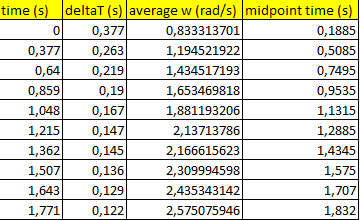 time (s) deltaT (s) average w (rad/s) midpoint time (s)
0 0,377 0,833313701 0,1885
0,377 0,263 1,194521922 0,5085
0,64 0,219 1,434517193 0,7495
0,859 0,19 1,653469818 0,9535
1,048 0,167 1,881193206 1,1315
1,215 0,147 2,13713786 1,2885
1,362 0,145 2,166615623 1,4345
1,507 0,136 2,309994598 1,575
1,643 0,129 2,435343142 1,707
1,771 0,122 2,575075946 1,832